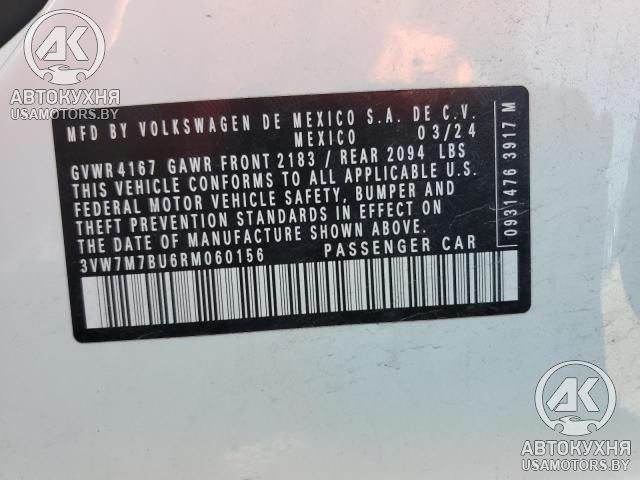 AK
АВТОКУХНЯ
USAMOTORS.BY
MFD BY VOLKSWAGEN DE MEXICO S.A. DE C.V.
MEXICO 03/24
GVWR 4167 GAWR FRONT 2183 / REAR 2094 LBS
THIS VEHICLE CONFORMS TO ALL APPLICABLE U.S.
FEDERAL MOTOR VEHICLE SAFETY, BUMPER AND
THEFT PREVENTION STANDARDS IN EFFECT ON
THE DATE OF MANUFACTURE SHOWN ABOVE.
3VW7M7BU6RM060156 PASSENGER CAR
0931476 3917 M
AK
АВТОКУХНЯ
USAMOTORS.BY